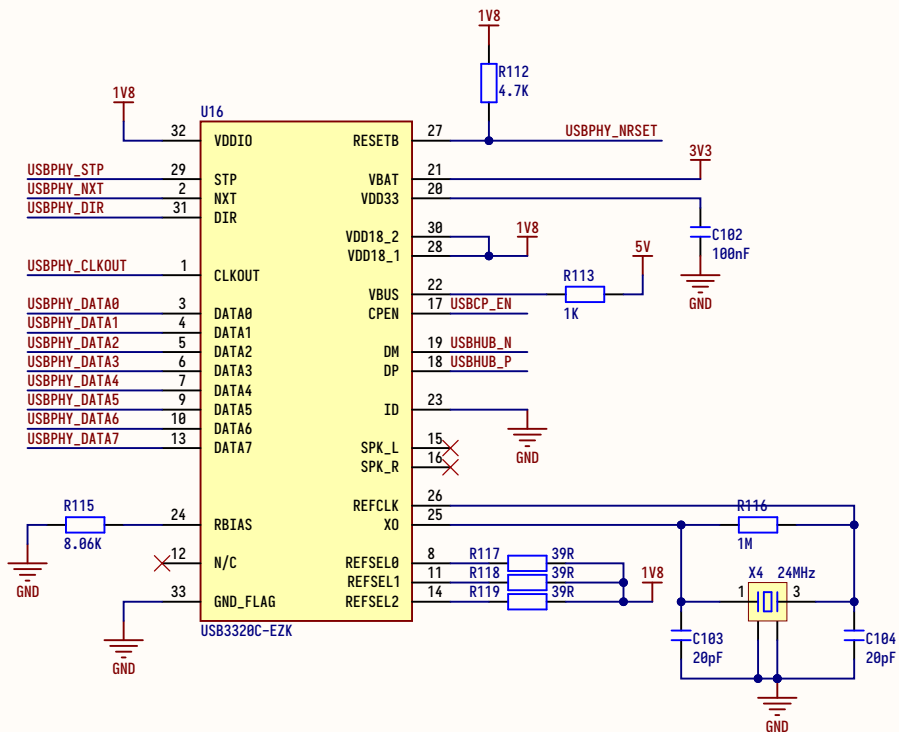 1V8
R112
4.7K
1V8
U16
32 VDDIO RESETB 27 USBPHY_NRSET
3V3
USBPHY_STP 29 STP VBAT 21
USBPHY_NXT 2 NXT VDD33 20
USBPHY_DIR 31 DIR
VDD18_2 30 1V8
C102
100nF
VDD18_1 28
5V
USBPHY_CLKOUT 1 CLKOUT
R113
VBUS 22
1K
GND
USBPHY_DATA0 3 DATA0 CPEN 17 USBCP_EN
USBPHY_DATA1 4 DATA1
USBPHY_DATA2 5 DATA2 DM 19 USBHUB_N
USBPHY_DATA3 6 DATA3 DP 18 USBHUB_P
USBPHY_DATA4 7 DATA4
USBPHY_DATA5 9 DATA5 ID 23
USBPHY_DATA6 10 DATA6
USBPHY_DATA7 13 DATA7 SPK_L 15
GND
SPK_R 16
REFCLK 26
R115
8.06K
24 RBIAS XO 25
R116
1M
GND
12 N/C REFSEL0 8 R117 39R
REFSEL1 11 R118 39R
1V8
X4 24MHz
33 GND_FLAG REFSEL2 14 R119 39R
1 3
USB3320C-EZK
GND
C103
20pF
C104
20pF
GND